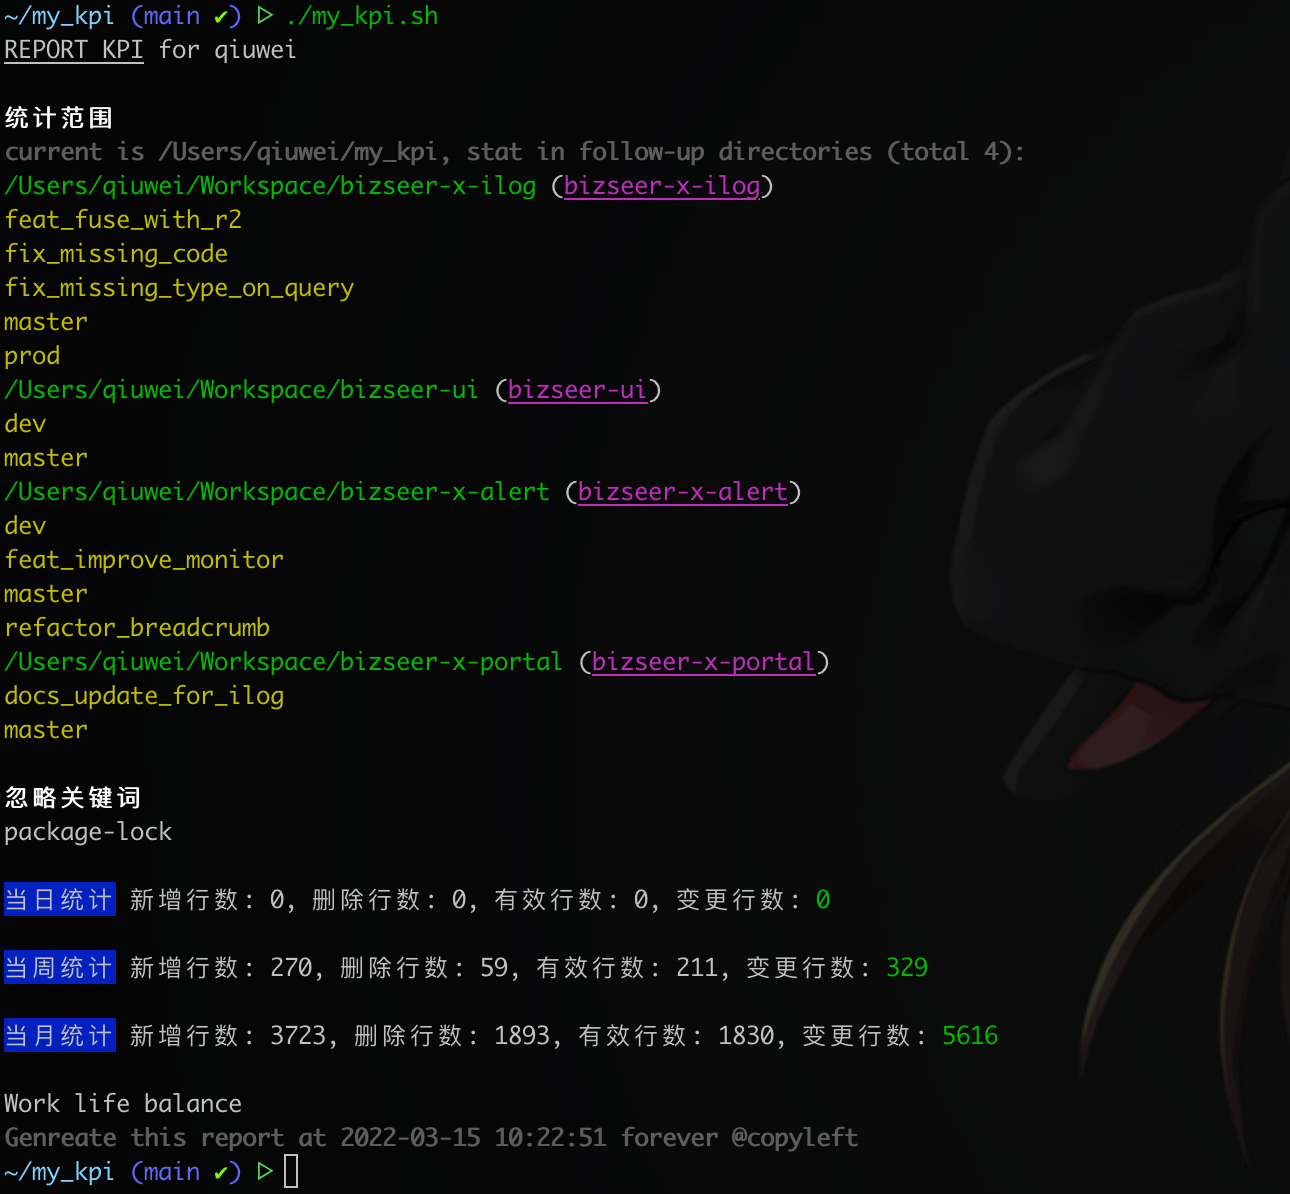 ~/my_kpi (main ✔) ▷ ./my_kpi.sh
REPORT KPI for qiuwei
统计范围
current is /Users/qiuwei/my_kpi, stat in follow-up directories (total 4):
/Users/qiuwei/Workspace/bizseer-x-ilog (bizseer-x-ilog)
feat_fuse_with_r2
fix_missing_code
fix_missing_type_on_query
master
prod
/Users/qiuwei/Workspace/bizseer-ui (bizseer-ui)
dev
master
/Users/qiuwei/Workspace/bizseer-x-alert (bizseer-x-alert)
dev
feat_improve_monitor
master
refactor_breadcrumb
/Users/qiuwei/Workspace/bizseer-x-portal (bizseer-x-portal)
docs_update_for_ilog
master
忽略关键词
package-lock
当日统计 新增行数: 0, 删除行数: 0, 有效行数: 0, 变更行数: 0
当周统计 新增行数: 270, 删除行数: 59, 有效行数: 211, 变更行数: 329
当月统计 新增行数: 3723, 删除行数: 1893, 有效行数: 1830, 变更行数: 5616
Work life balance
Genreate this report at 2022-03-15 10:22:51 forever @copyleft
~/my_kpi (main ✔) ▷